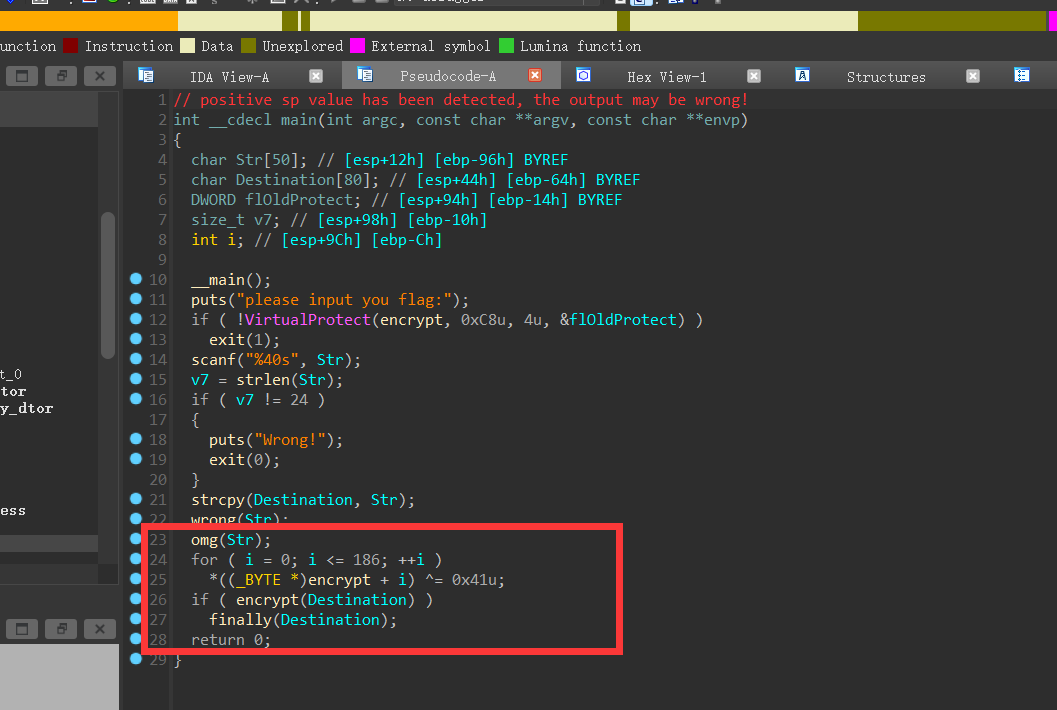 unction Instruction Data Unexplored External symbol Lumina function
IDA View-A Pseudocode-A Hex View-1 Structures
1 // positive sp value has been detected, the output may be wrong!
2 int __cdecl main(int argc, const char **argv, const char **envp)
3 {
4 char Str[50]; // [esp+12h] [ebp-96h] BYREF
5 char Destination[80]; // [esp+44h] [ebp-64h] BYREF
6 DWORD flOldProtect; // [esp+94h] [ebp-14h] BYREF
7 size_t v7; // [esp+98h] [ebp-10h]
8 int i; // [esp+9Ch] [ebp-Ch]
9
10 __main();
11 puts("please input you flag:");
12 if ( !VirtualProtect(encrypt, 0xC8u, 4u, &flOldProtect) )
13 exit(1);
14 scanf("%40s", Str);
15 v7 = strlen(Str);
16 if ( v7 != 24 )
17 {
18 puts("Wrong!");
19 exit(0);
20 }
21 strcpy(Destination, Str);
22 wrong(Str);
23 omg(Str);
24 for ( i = 0; i <= 186; ++i )
25 *((_BYTE *)encrypt + i) ^= 0x41u;
26 if ( encrypt(Destination) )
27 finally(Destination);
28 return 0;
29 }
t_0
tor
y_dtor
ess